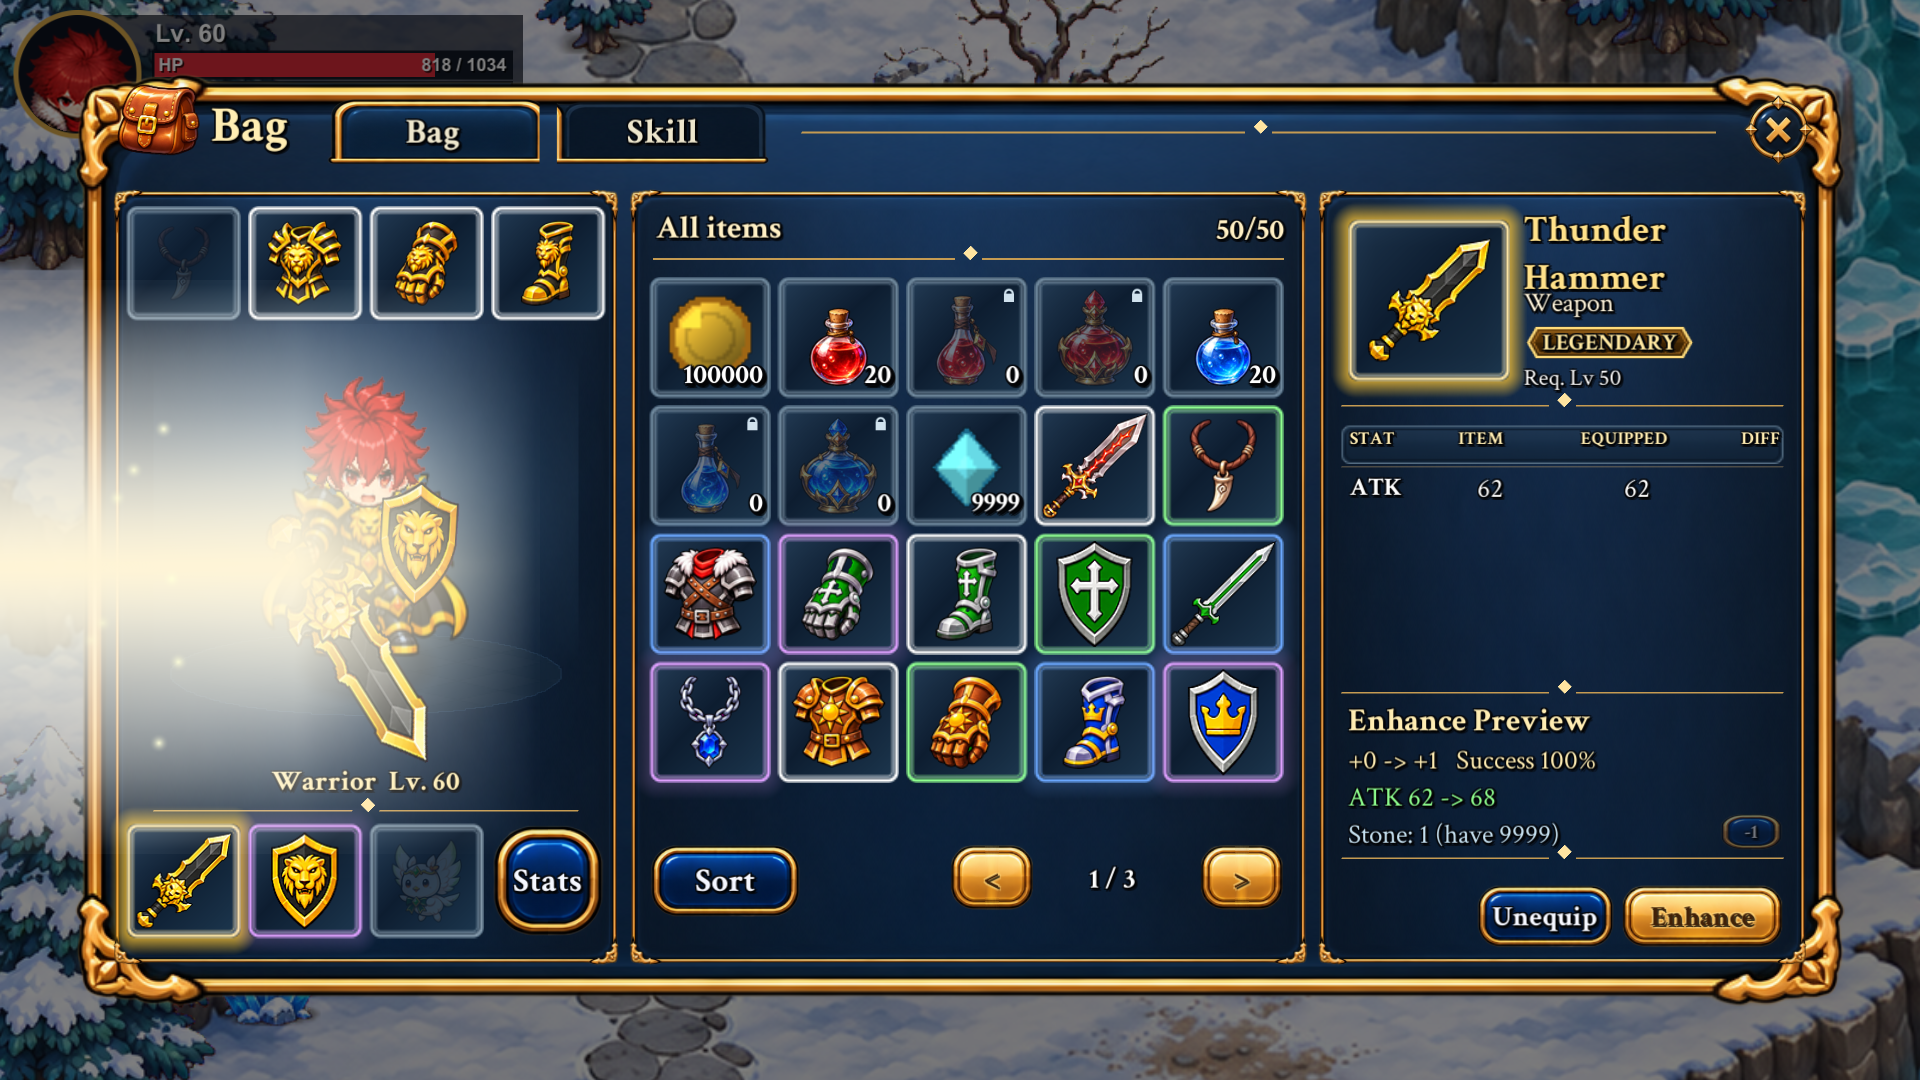 Lv. 60
HP 818 / 1034
Bag
Bag
Skill
All items
50/50
100000
20
0
0
20
0
0
9999
Warrior Lv. 60
Stats
Sort
<
1 / 3
>
Thunder
Hammer
Weapon
LEGENDARY
Req. Lv 50
STAT ITEM EQUIPPED DIFF
ATK 62 62
Enhance Preview
+0 -> +1 Success 100%
ATK 62 -> 68
Stone: 1 (have 9999)
-1
Unequip
Enhance